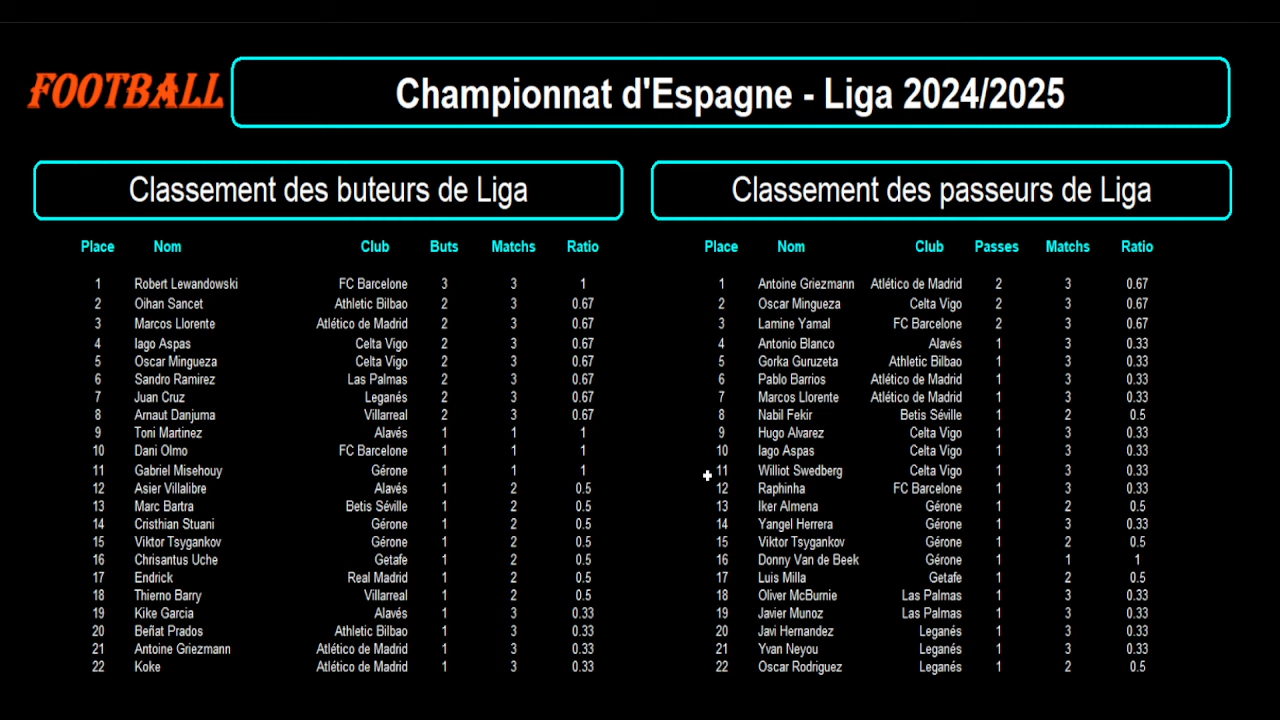 FOOTBALL
Championnat d'Espagne - Liga 2024/2025
Classement des buteurs de Liga
Place Nom Club Buts Matchs Ratio
1 Robert Lewandowski FC Barcelone 3 3 1
2 Oihan Sancet Athletic Bilbao 2 3 0.67
3 Marcos Llorente Atlético de Madrid 2 3 0.67
4 Iago Aspas Celta Vigo 2 3 0.67
5 Oscar Mingueza Celta Vigo 2 3 0.67
6 Sandro Ramirez Las Palmas 2 3 0.67
7 Juan Cruz Leganés 2 3 0.67
8 Arnaut Danjuma Villarreal 2 3 0.67
9 Toni Martinez Alavés 1 1 1
10 Dani Olmo FC Barcelone 1 1 1
11 Gabriel Misehouy Gérone 1 1 1
12 Asier Villalibre Alavés 1 2 0.5
13 Marc Bartra Betis Séville 1 2 0.5
14 Cristhian Stuani Gérone 1 2 0.5
15 Viktor Tsygankov Gérone 1 2 0.5
16 Chrisantus Uche Getafe 1 2 0.5
17 Endrick Real Madrid 1 2 0.5
18 Thierno Barry Villarreal 1 2 0.5
19 Kike Garcia Alavés 1 3 0.33
20 Beñat Prados Athletic Bilbao 1 3 0.33
21 Antoine Griezmann Atlético de Madrid 1 3 0.33
22 Koke Atlético de Madrid 1 3 0.33
Classement des passeurs de Liga
Place Nom Club Passes Matchs Ratio
1 Antoine Griezmann Atlético de Madrid 2 3 0.67
2 Oscar Mingueza Celta Vigo 2 3 0.67
3 Lamine Yamal FC Barcelone 2 3 0.67
4 Antonio Blanco Alavés 1 3 0.33
5 Gorka Guruzeta Athletic Bilbao 1 3 0.33
6 Pablo Barrios Atlético de Madrid 1 3 0.33
7 Marcos Llorente Atlético de Madrid 1 3 0.33
8 Nabil Fekir Betis Séville 1 2 0.5
9 Hugo Alvarez Celta Vigo 1 3 0.33
10 Iago Aspas Celta Vigo 1 3 0.33
11 Williot Swedberg Celta Vigo 1 3 0.33
12 Raphinha FC Barcelone 1 3 0.33
13 Iker Almena Gérone 1 2 0.5
14 Yangel Herrera Gérone 1 3 0.33
15 Viktor Tsygankov Gérone 1 2 0.5
16 Donny Van de Beek Gérone 1 1 1
17 Luis Milla Getafe 1 2 0.5
18 Oliver McBurnie Las Palmas 1 3 0.33
19 Javier Munoz Las Palmas 1 3 0.33
20 Javi Hernandez Leganés 1 3 0.33
21 Yvan Neyou Leganés 1 3 0.33
22 Oscar Rodriguez Leganés 1 2 0.5